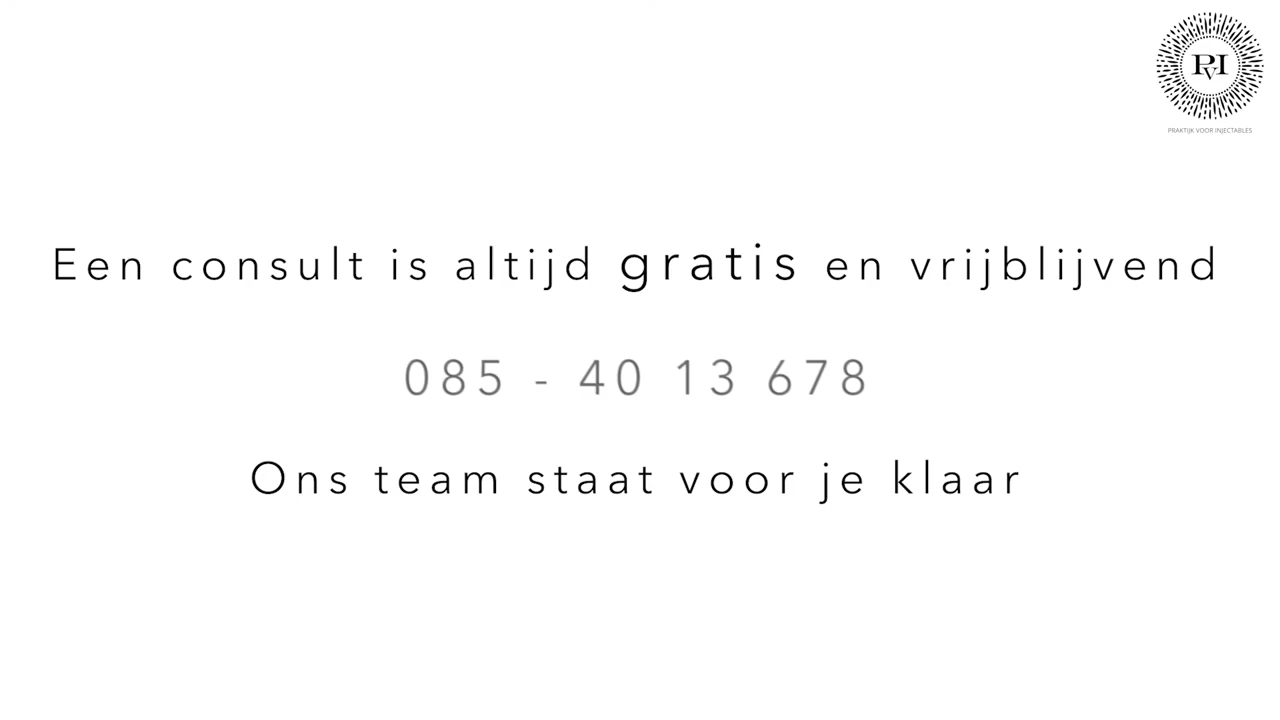 PVI
PRAKTIJK VOOR INJECTABLES
Een consult is altijd gratis en vrijblijvend
085 - 40 13 678
Ons team staat voor je klaar